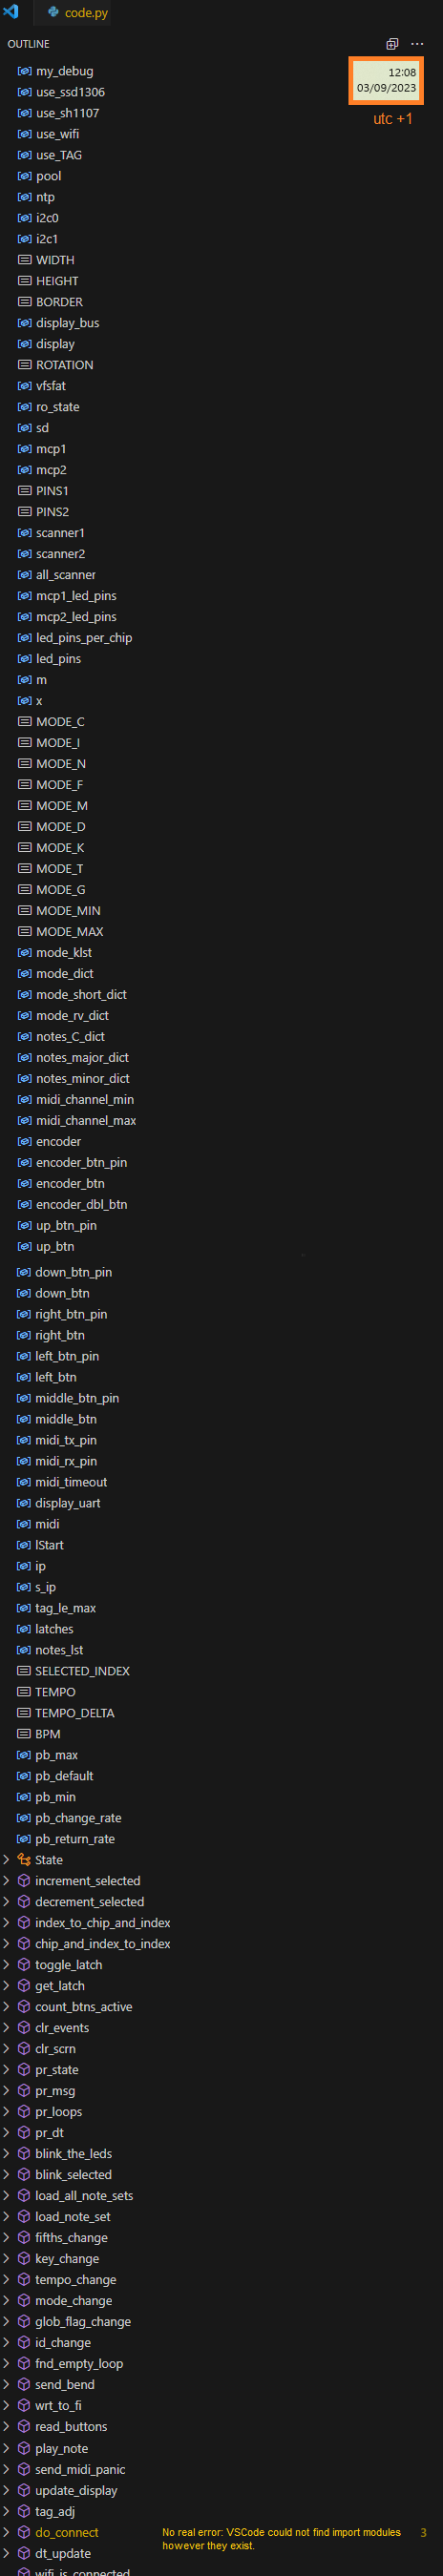 code.py
OUTLINE
12:08
03/09/2023
utc +1
my_debug
use_ssd1306
use_sh1107
use_wifi
use_TAG
pool
ntp
i2c0
i2c1
WIDTH
HEIGHT
BORDER
display_bus
display
ROTATION
vfsfat
ro_state
sd
mcp1
mcp2
PINS1
PINS2
scanner1
scanner2
all_scanner
mcp1_led_pins
mcp2_led_pins
led_pins_per_chip
led_pins
m
x
MODE_C
MODE_I
MODE_N
MODE_F
MODE_M
MODE_D
MODE_K
MODE_T
MODE_G
MODE_MIN
MODE_MAX
mode_klst
mode_dict
mode_short_dict
mode_rv_dict
notes_C_dict
notes_major_dict
notes_minor_dict
midi_channel_min
midi_channel_max
encoder
encoder_btn_pin
encoder_btn
encoder_dbl_btn
up_btn_pin
up_btn
down_btn_pin
down_btn
right_btn_pin
right_btn
left_btn_pin
left_btn
middle_btn_pin
middle_btn
midi_tx_pin
midi_rx_pin
midi_timeout
display_uart
midi
lStart
ip
s_ip
tag_le_max
latches
notes_lst
SELECTED_INDEX
TEMPO
TEMPO_DELTA
BPM
pb_max
pb_default
pb_min
pb_change_rate
pb_return_rate
State
increment_selected
decrement_selected
index_to_chip_and_index
chip_and_index_to_index
toggle_latch
get_latch
count_btns_active
clr_events
clr_scrn
pr_state
pr_msg
pr_loops
pr_dt
blink_the_leds
blink_selected
load_all_note_sets
load_note_set
fifths_change
key_change
tempo_change
mode_change
glob_flag_change
id_change
fnd_empty_loop
send_bend
wrt_to_fi
read_buttons
play_note
send_midi_panic
update_display
tag_adj
do_connect No real error: VSCode could not find import modules 3
however they exist.
dt_update
wifi_is_connected